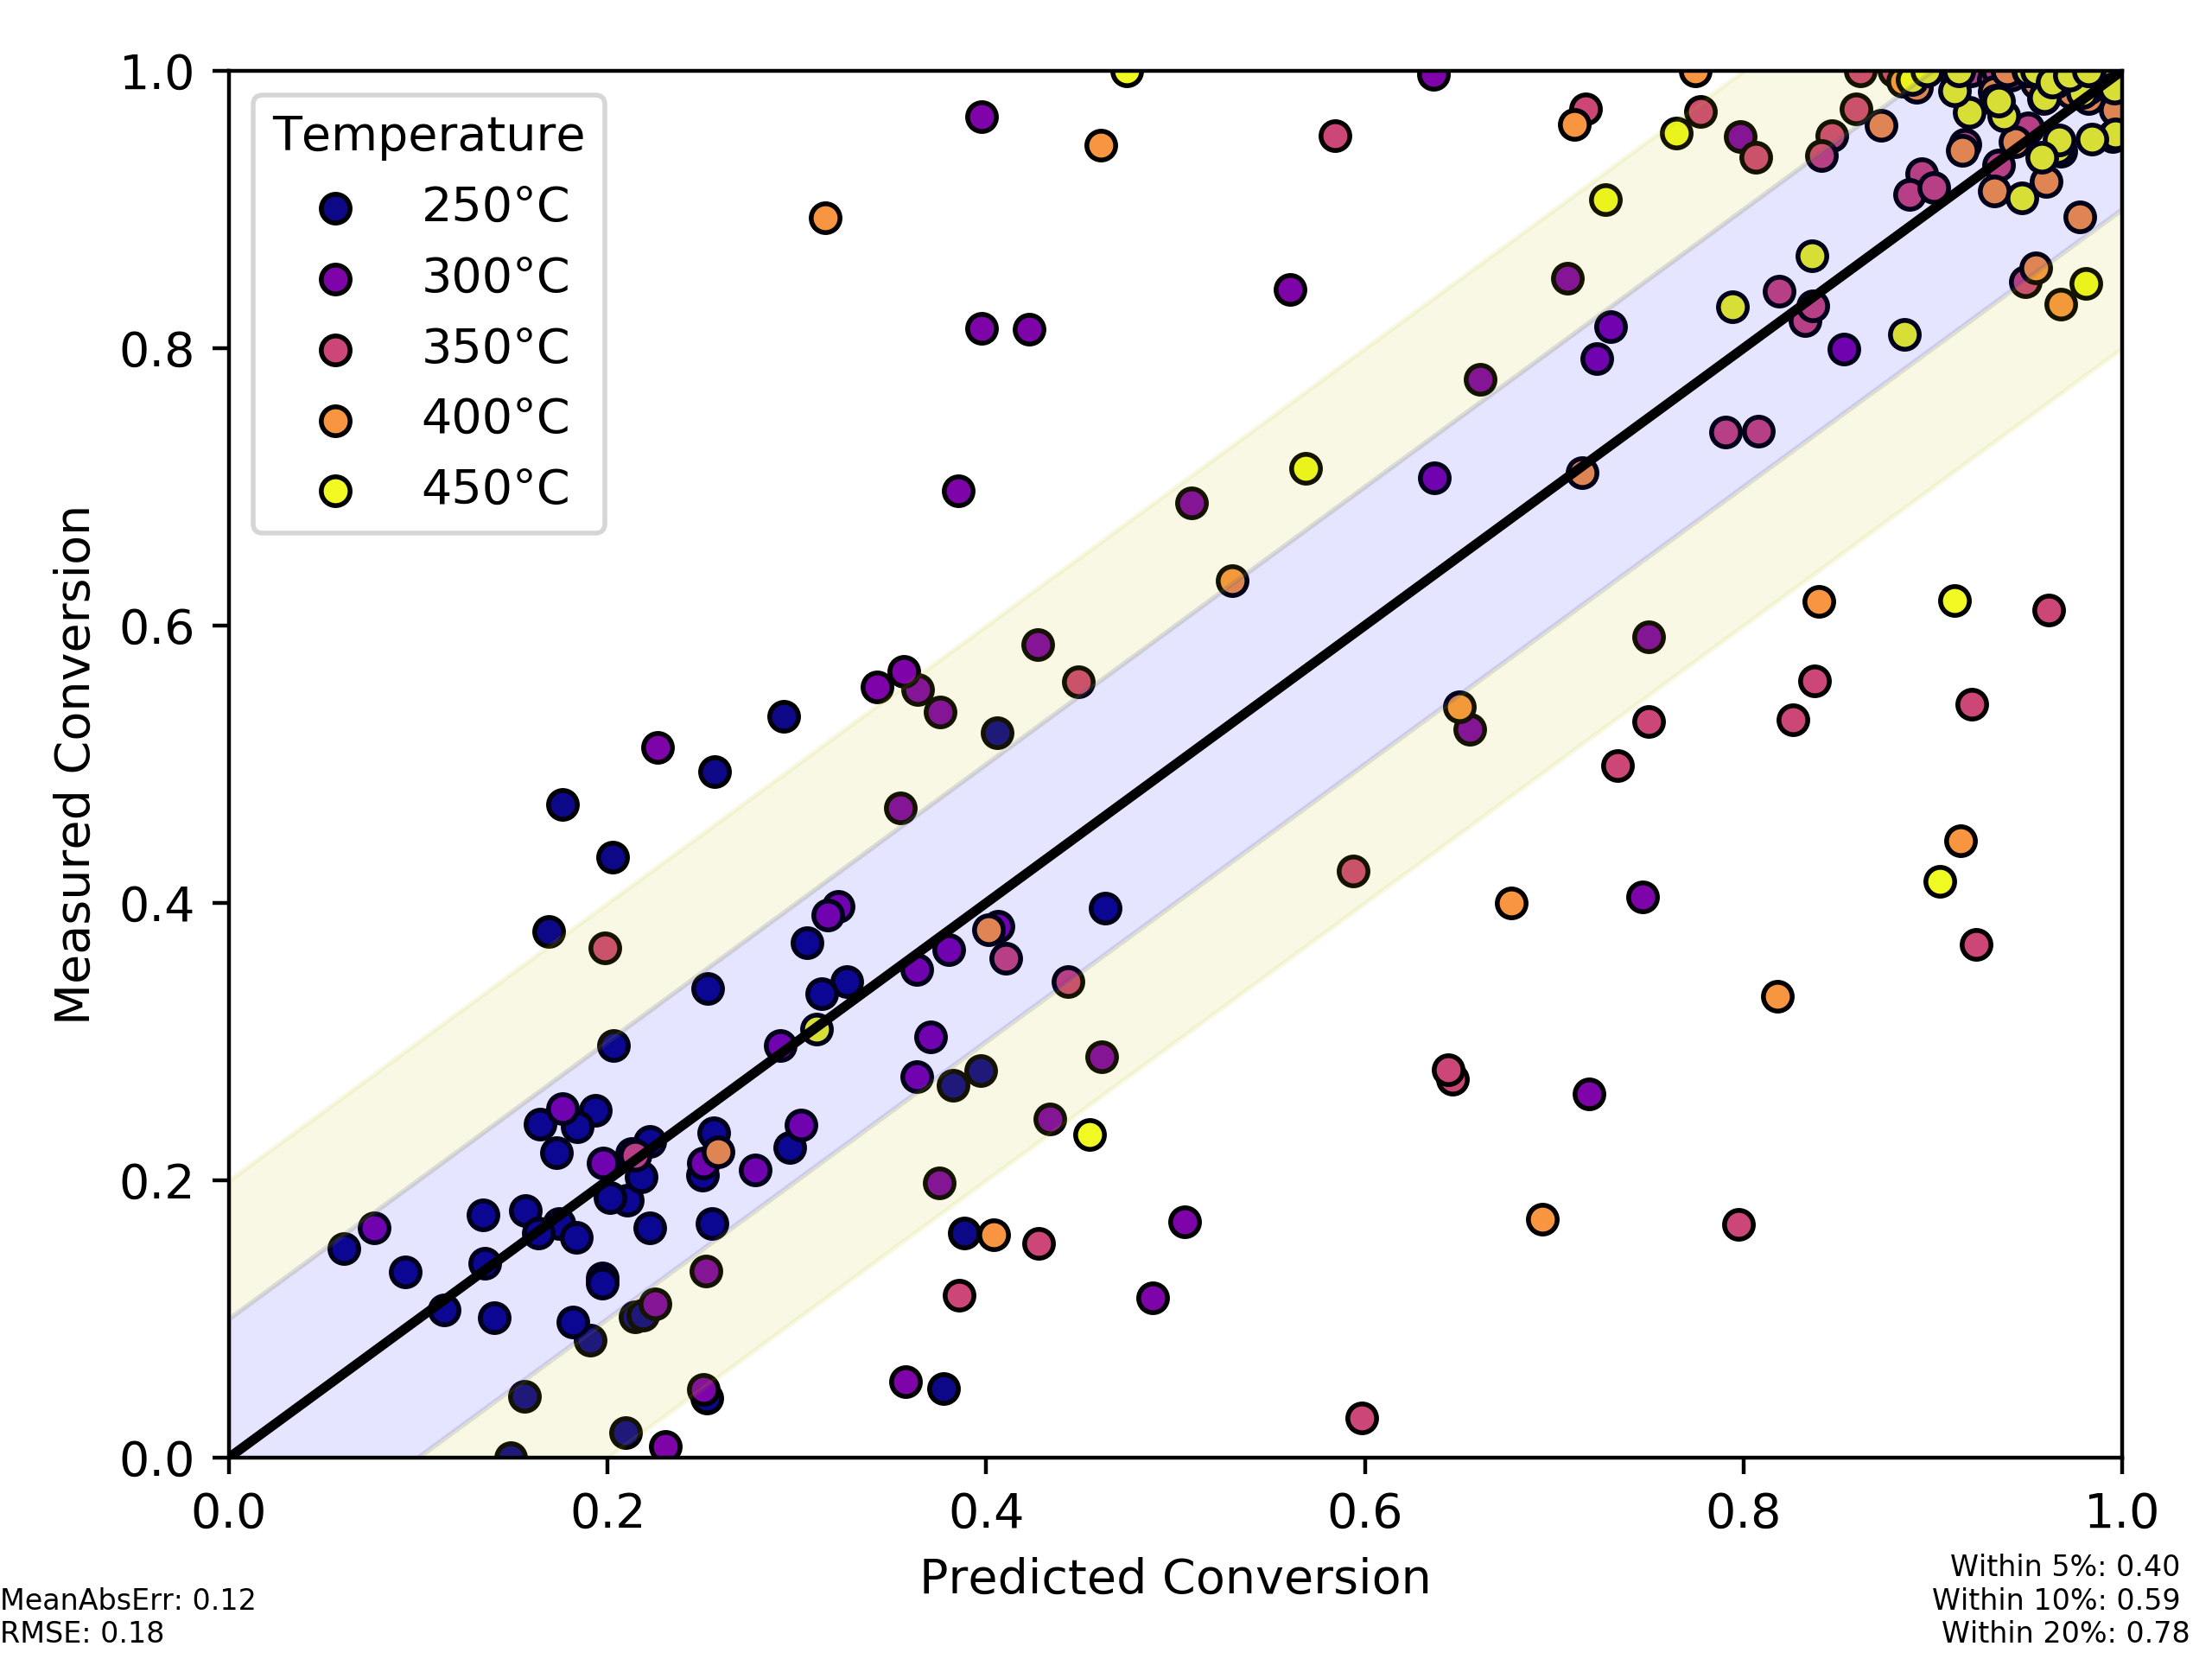 1.0
Temperature
250°C
300°C
350°C
400°C
450°C
0.8
0.6
0.4
0.2
0.0
Measured Conversion
0.0 0.2 0.4 0.6 0.8 1.0
Predicted Conversion
MeanAbsErr: 0.12
RMSE: 0.18
Within 5%: 0.40
Within 10%: 0.59
Within 20%: 0.78